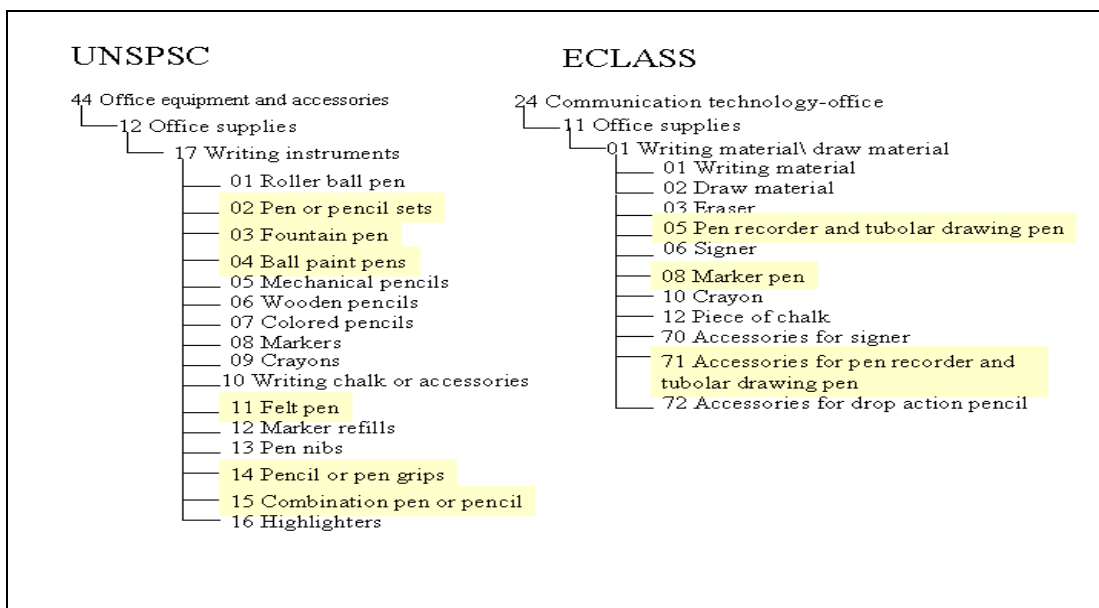 UNSPSC
44 Office equipment and accessories
12 Office supplies
17 Writing instruments
01 Roller ball pen
02 Pen or pencil sets
03 Fountain pen
04 Ball paint pens
05 Mechanical pencils
06 Wooden pencils
07 Colored pencils
08 Markers
09 Crayons
10 Writing chalk or accessories
11 Felt pen
12 Marker refills
13 Pen nibs
14 Pencil or pen grips
15 Combination pen or pencil
16 Highlighters
ECLASS
24 Communication technology-office
11 Office supplies
01 Writing material\ draw material
01 Writing material
02 Draw material
03 Eraser
05 Pen recorder and tubolar drawing pen
06 Signer
08 Marker pen
10 Crayon
12 Piece of chalk
70 Accessories for signer
71 Accessories for pen recorder and
tubolar drawing pen
72 Accessories for drop action pencil